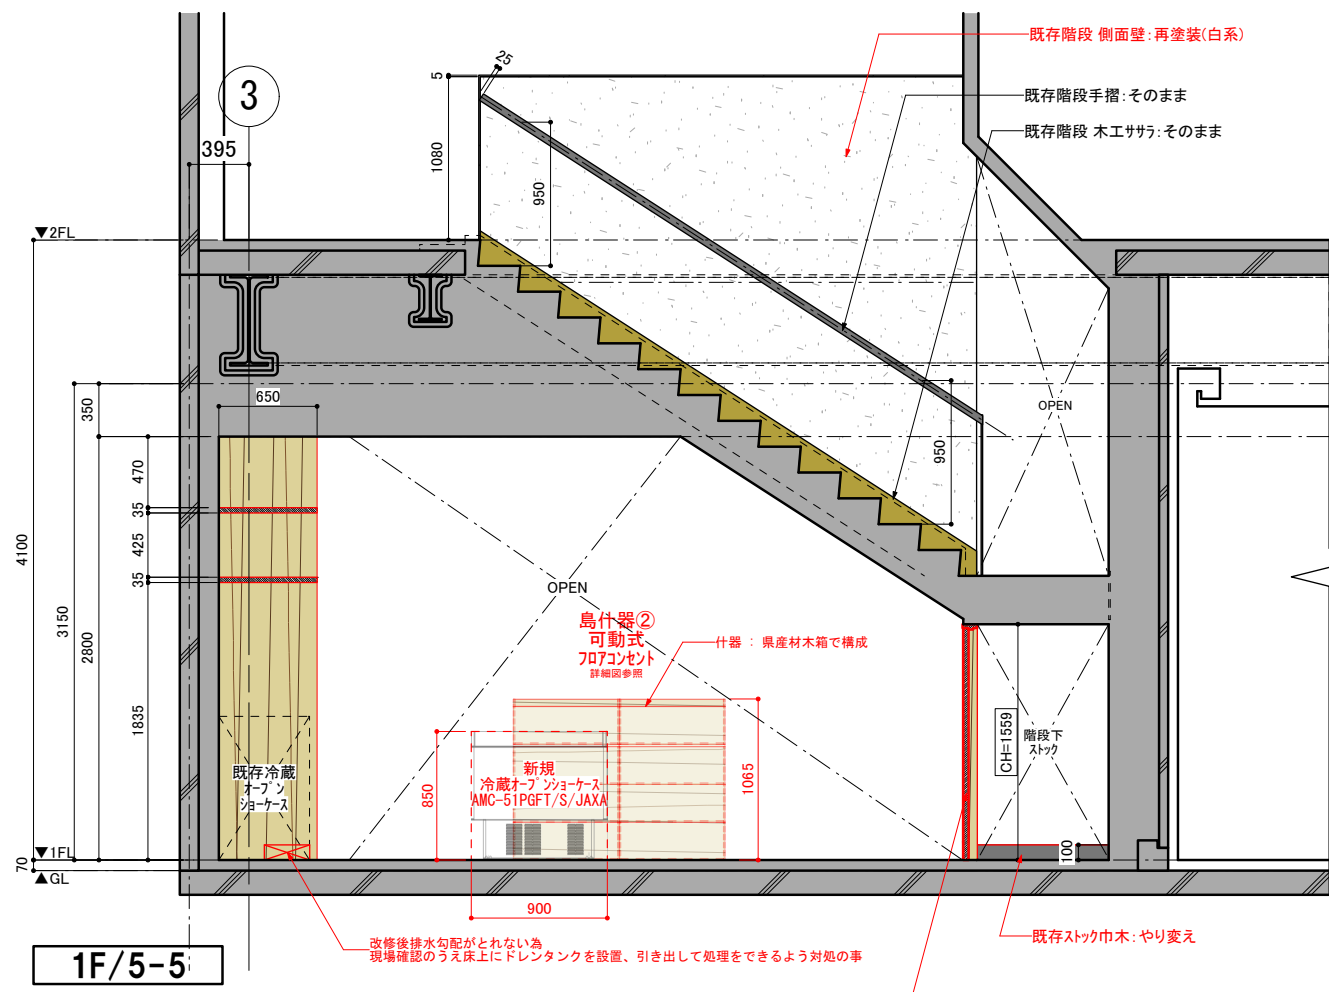 既存階段 側面壁：再塗装(白系)
25
5
3
既存階段手摺：そのまま
既存階段 木工ササラ：そのまま
395
1080
950
▼2FL
650
350
OPEN
950
470
35
425
35
4100
3150
2800
OPEN
島什器②
可動式
フロアコンセント
詳細図参照
什器 ： 県産材木箱で構成
1835
CH=1559
階段下
ストック
既存冷蔵
オープン
ショーケース
850
新規
冷蔵オープンショーケース
AMC-51PGFT/S/JAXA
1065
100
▼1FL
70
▲GL
900
改修後排水勾配がとれない為
現場確認のうえ床上にドレンタンクを設置、引き出して処理をできるよう対処の事
既存ストック巾木：やり変え
1F/5-5